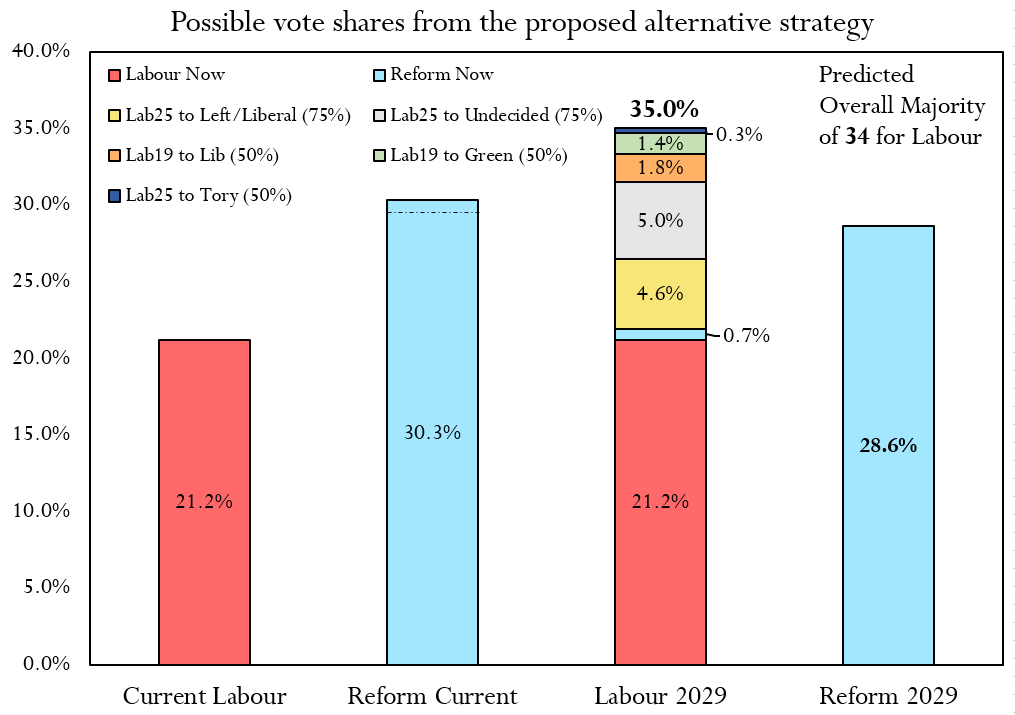 Possible vote shares from the proposed alternative strategy
40.0%
35.0%
30.0%
25.0%
20.0%
15.0%
10.0%
5.0%
0.0%
Labour Now
Reform Now
Lab25 to Left/Liberal (75%)
Lab25 to Undecided (75%)
Lab19 to Lib (50%)
Lab19 to Green (50%)
Lab25 to Tory (50%)
Predicted
Overall Majority
of 34 for Labour
21.2%
30.3%
35.0%
0.3%
1.4%
1.8%
5.0%
4.6%
0.7%
21.2%
28.6%
Current Labour
Reform Current
Labour 2029
Reform 2029